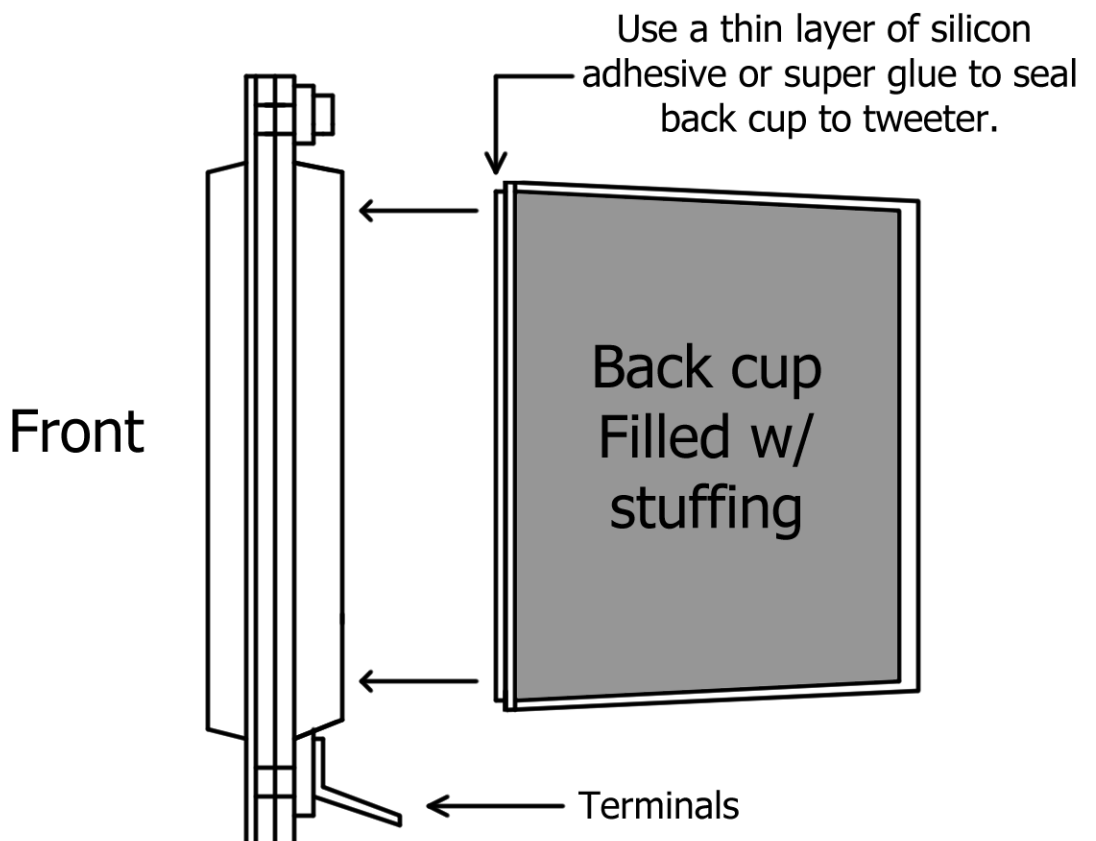 Use a thin layer of silicon
adhesive or super glue to seal
back cup to tweeter.
Front
Back cup
Filled w/
stuffing
Terminals